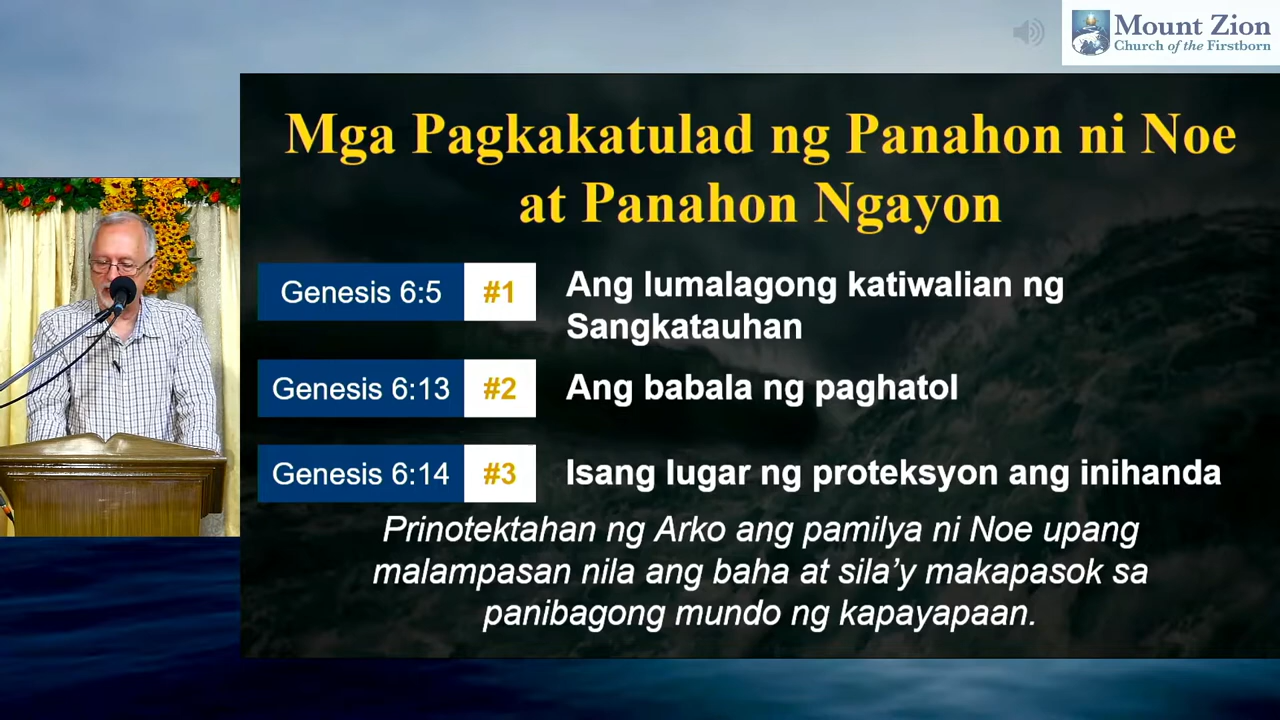 Mount Zion
Church of the Firstborn
Mga Pagkakatulad ng Panahon ni Noe
at Panahon Ngayon
Genesis 6:5 #1 Ang lumalagong katiwalian ng
Sangkatauhan
Genesis 6:13 #2 Ang babala ng paghatol
Genesis 6:14 #3 Isang lugar ng proteksyon ang inihanda
Prinotektahan ng Arko ang pamilya ni Noe upang
malampasan nila ang baha at sila’y makapasok sa
panibagong mundo ng kapayapaan.